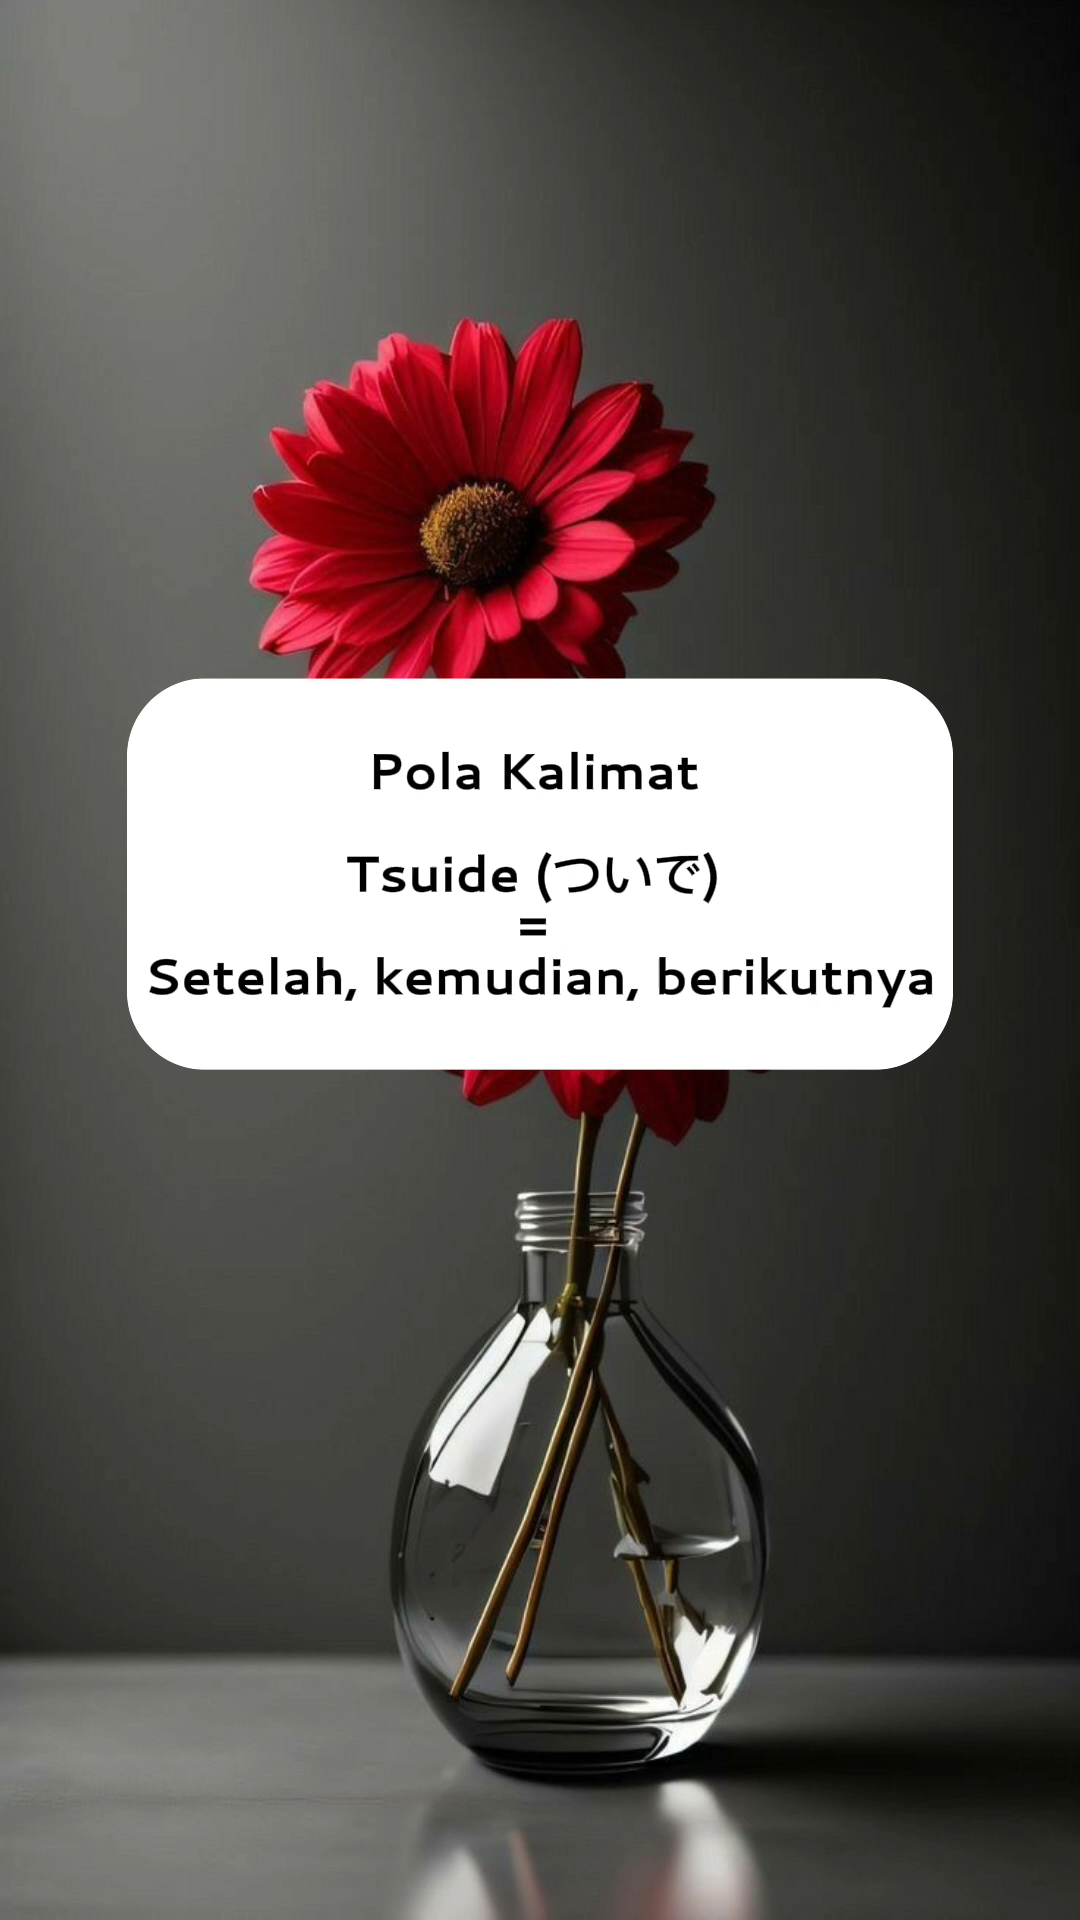 Pola Kalimat
Tsuide (ついで)
=
Setelah, kemudian, berikutnya